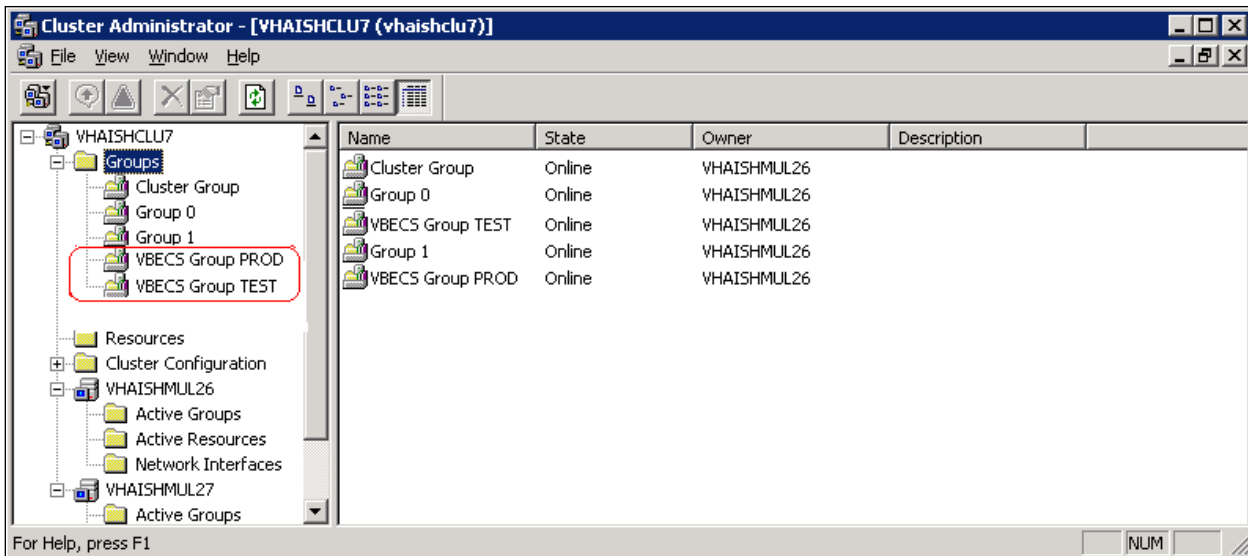 Cluster Administrator - [VHAISHCLU7 (vhaishclu7)]
File View Window Help
VHAISHCLU7
Groups
Cluster Group
Group 0
Group 1
VBECS Group PROD
VBECS Group TEST
Resources
Cluster Configuration
VHAISHMUL26
Active Groups
Active Resources
Network Interfaces
VHAISHMUL27
Active Groups
Name State Owner Description
Cluster Group Online VHAISHMUL26
Group 0 Online VHAISHMUL26
VBECS Group TEST Online VHAISHMUL26
Group 1 Online VHAISHMUL26
VBECS Group PROD Online VHAISHMUL26
For Help, press F1
NUM